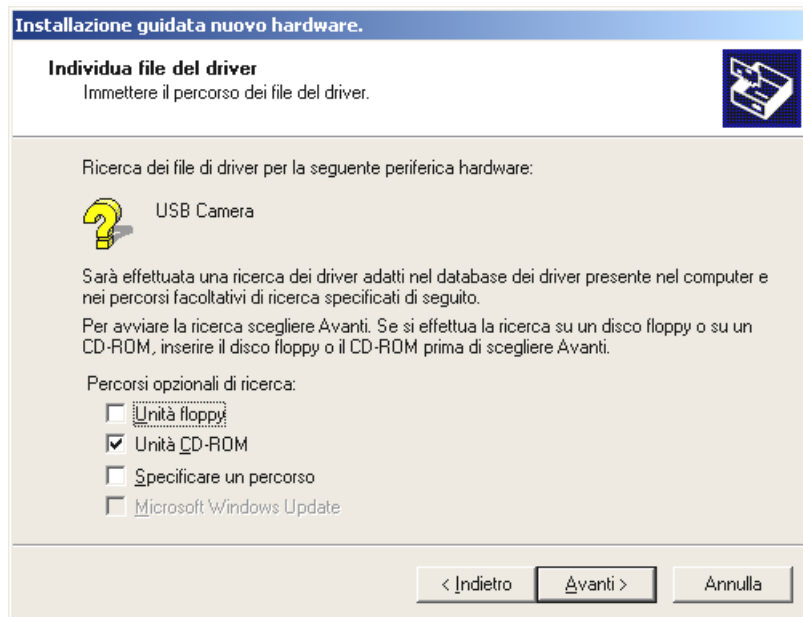 Installazione guidata nuovo hardware.
Individua file del driver
Immettere il percorso dei file del driver.
Ricerca dei file di driver per la seguente periferica hardware:
USB Camera
Sarà effettuata una ricerca dei driver adatti nel database dei driver presente nel computer e
nei percorsi facoltativi di ricerca specificati di seguito.
Per avviare la ricerca scegliere Avanti. Se si effettua la ricerca su un disco floppy o su un
CD-ROM, inserire il disco floppy o il CD-ROM prima di scegliere Avanti.
Percorsi opzionali di ricerca:
Unità floppy
Unità CD-ROM
Specificare un percorso
Microsoft Windows Update
< Indietro
Avanti >
Annulla